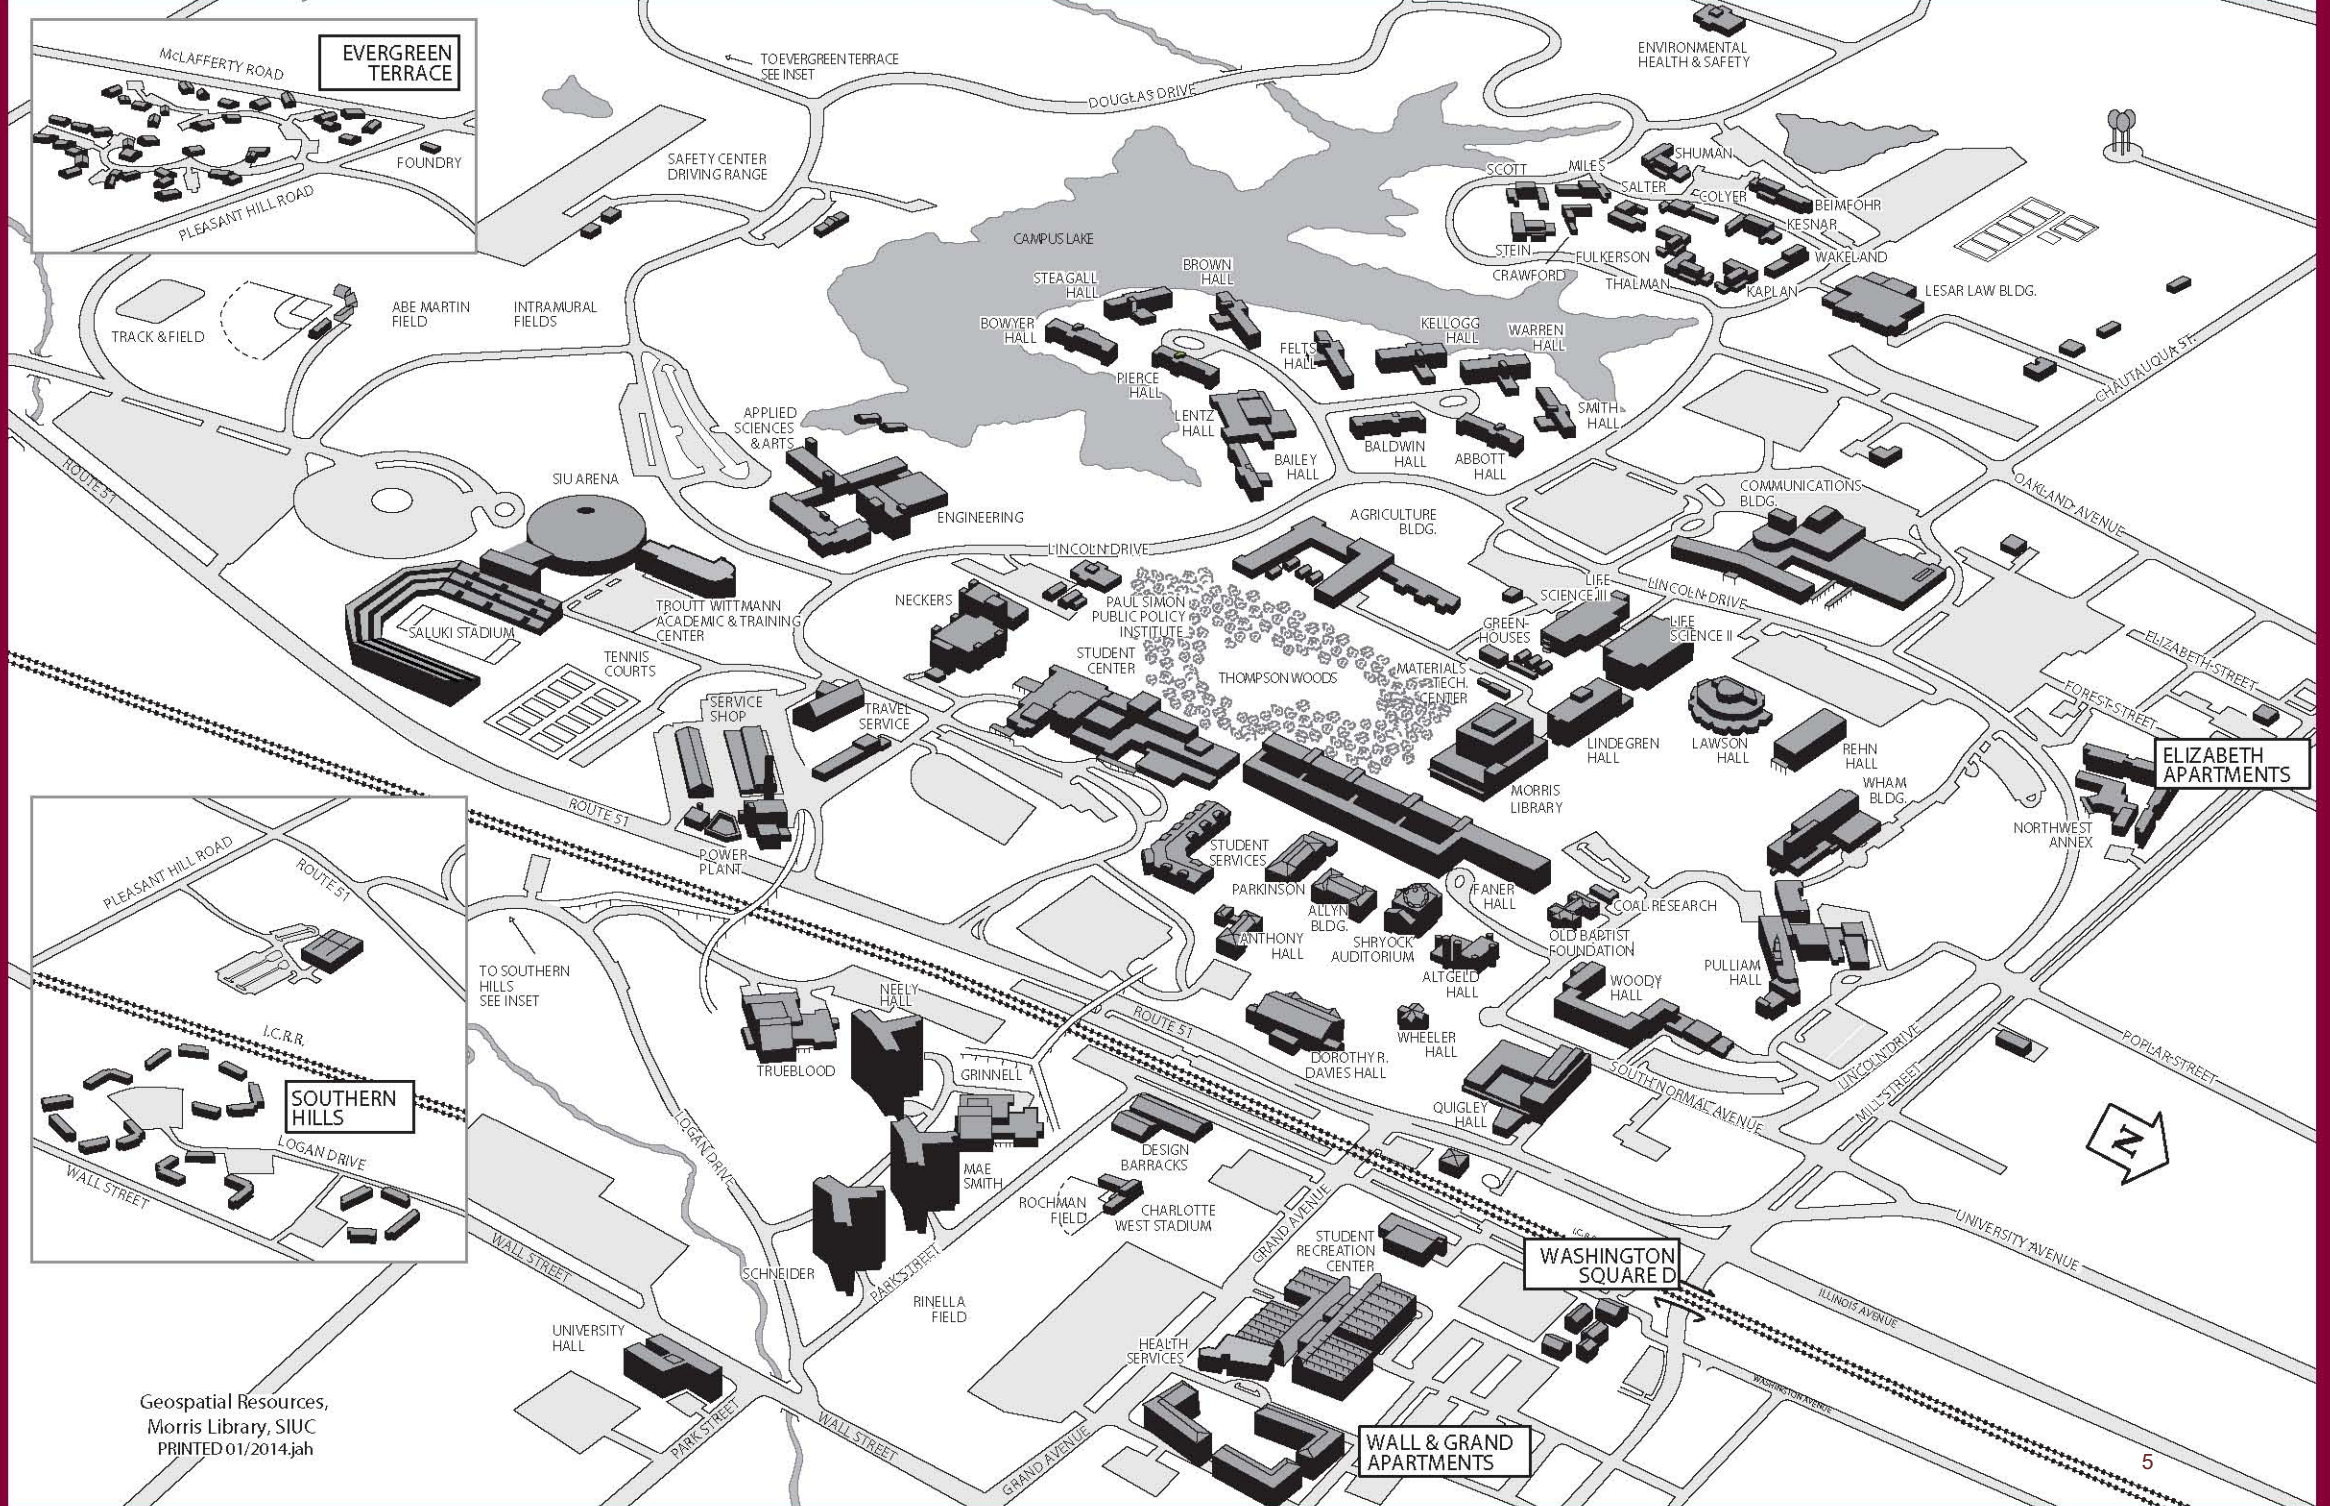 EVERGREEN
TERRACE
McLAFFERTY ROAD
FOUNDRY
PLEASANT HILL ROAD
TO EVERGREEN TERRACE
SEE INSET
DOUGLAS DRIVE
ENVIRONMENTAL
HEALTH & SAFETY
SAFETY CENTER
DRIVING RANGE
CAMPUS LAKE
SCOTT
MILES
SHUMAN
SALTER
COLYER
BEIMFOHR
KESNAR
STEIN
CRAWFORD
FULKERSON
THALMAN
KAPLAN
WAKELAND
LESAR LAW BLDG.
CHAUTAUQUA ST.
TRACK & FIELD
ABE MARTIN
FIELD
INTRAMURAL
FIELDS
STEAGALL
HALL
BROWN
HALL
BOWYER
HALL
PIERCE
HALL
FELTS
HALL
KELLOGG
HALL
WARREN
HALL
LENTZ
HALL
BAILEY
HALL
BALDWIN
HALL
ABBOTT
HALL
SMITH
HALL
APPLIED
SCIENCES
& ARTS
ENGINEERING
ROUTE 51
SIU ARENA
SALUKI STADIUM
TROUTT WITTMANN
ACADEMIC & TRAINING
CENTER
TENNIS
COURTS
LINCOLN DRIVE
AGRICULTURE
BLDG.
COMMUNICATIONS
BLDG.
OAKLAND AVENUE
NECKERS
PAUL SIMON
PUBLIC POLICY
INSTITUTE
STUDENT
CENTER
THOMPSON WOODS
LIFE
SCIENCE III
LINCOLN DRIVE
GREEN-
HOUSES
LIFE
SCIENCE II
MATERIALS
TECH.
CENTER
ELIZABETH STREET
FOREST STREET
SERVICE
SHOP
TRAVEL
SERVICE
LINDEGREN
HALL
LAWSON
HALL
REHN
HALL
ELIZABETH
APARTMENTS
MORRIS
LIBRARY
WHAM
BLDG.
NORTHWEST
ANNEX
ROUTE 51
POWER
PLANT
STUDENT
SERVICES
PARKINSON
ALLYN
BLDG.
FANER
HALL
SHRYOCK
AUDITORIUM
ANTHONY
HALL
ALTGELD
HALL
COAL RESEARCH
OLD BAPTIST
FOUNDATION
WOODY
HALL
PULLIAM
HALL
PLEASANT HILL ROAD
ROUTE 51
I.C.R.R.
SOUTHERN
HILLS
LOGAN DRIVE
WALL STREET
TO SOUTHERN
HILLS
SEE INSET
NEELY
HALL
TRUEBLOOD
GRINNELL
ROUTE 51
WHEELER
HALL
DOROTHY R.
DAVIES HALL
QUIGLEY
HALL
SOUTH NORMAL AVENUE
LINCOLN DRIVE
MILL STREET
POPLAR STREET
N
LOGAN DRIVE
MAE
SMITH
DESIGN
BARRACKS
ROCHMAN
FIELD
CHARLOTTE
WEST STADIUM
GRAND AVENUE
STUDENT
RECREATION
CENTER
WASHINGTON
SQUARE D
UNIVERSITY AVENUE
ILLINOIS AVENUE
WASHINGTON AVENUE
SCHNEIDER
PARK STREET
RINELLA
FIELD
WALL STREET
UNIVERSITY
HALL
HEALTH
SERVICES
PARK STREET
WALL STREET
GRAND AVENUE
WALL & GRAND
APARTMENTS
Geospatial Resources,
Morris Library, SIUC
PRINTED 01/2014.jah
5